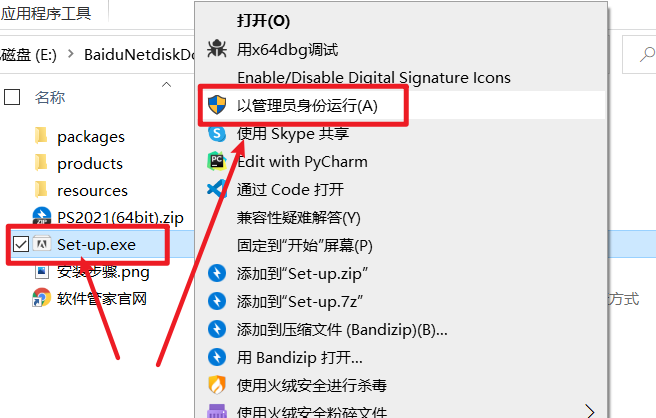 应用程序工具
磁盘 (E:) > BaiduNetdiskDo
名称
packages
products
resources
PS2021(64bit).zip
Set-up.exe
安装步骤.png
软件管家官网
打开(O)
用x64dbg调试
Enable/Disable Digital Signature Icons
以管理员身份运行(A)
使用 Skype 共享
Edit with PyCharm
通过 Code 打开
兼容性疑难解答(Y)
固定到“开始”屏幕(P)
添加到“Set-up.zip”
添加到“Set-up.7z”
添加到压缩文件 (Bandizip)(B)...
用 Bandizip 打开...
使用火绒安全进行杀毒
使用火绒安全粉碎文件
方式